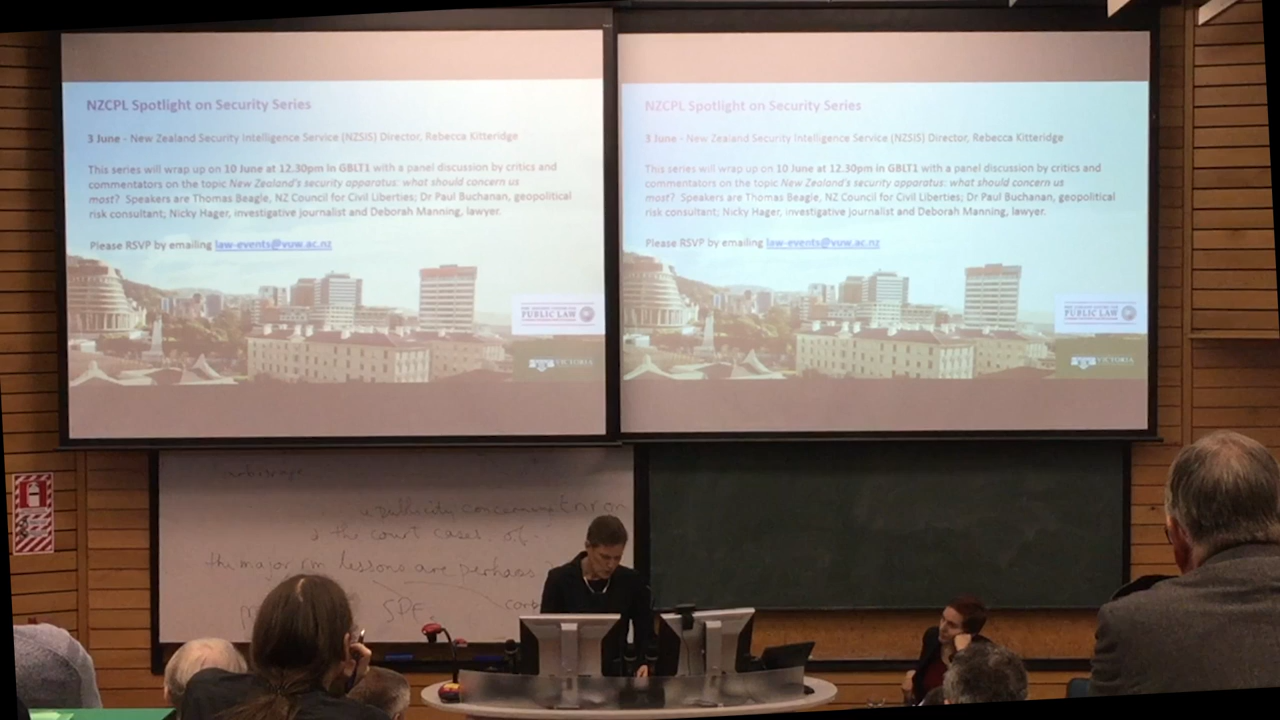 NZCPL Spotlight on Security Series
3 June - New Zealand Security Intelligence Service (NZSIS) Director, Rebecca Kitteridge
This series will wrap up on 10 June at 12.30pm in GBLT1 with a panel discussion by critics and
commentators on the topic New Zealand's security apparatus: what should concern us
most? Speakers are Thomas Beagle, NZ Council for Civil Liberties; Dr Paul Buchanan, geopolitical
risk consultant; Nicky Hager, investigative journalist and Deborah Manning, lawyer.
Please RSVP by emailing law-events@vuw.ac.nz
PUBLIC LAW
VICTORIA
NZCPL Spotlight on Security Series
3 June - New Zealand Security Intelligence Service (NZSIS) Director, Rebecca Kitteridge
This series will wrap up on 10 June at 12.30pm in GBLT1 with a panel discussion by critics and
commentators on the topic New Zealand's security apparatus: what should concern us
most? Speakers are Thomas Beagle, NZ Council for Civil Liberties; Dr Paul Buchanan, geopolitical
risk consultant; Nicky Hager, investigative journalist and Deborah Manning, lawyer.
Please RSVP by emailing law-events@vuw.ac.nz
PUBLIC LAW
VICTORIA
concerning
the court cases of
the major lessons are perhaps